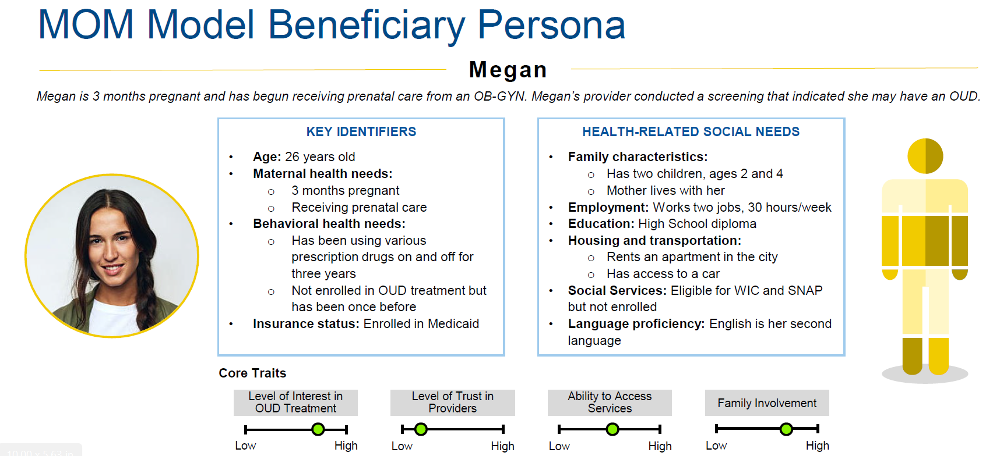 MOM Model Beneficiary Persona
Megan
Megan is 3 months pregnant and has begun receiving prenatal care from an OB-GYN. Megan’s provider conducted a screening that indicated she may have an OUD.
KEY IDENTIFIERS
• Age: 26 years old
• Maternal health needs:
o 3 months pregnant
o Receiving prenatal care
• Behavioral health needs:
o Has been using various
prescription drugs on and off for
three years
o Not enrolled in OUD treatment but
has been once before
• Insurance status: Enrolled in Medicaid
HEALTH-RELATED SOCIAL NEEDS
• Family characteristics:
o Has two children, ages 2 and 4
o Mother lives with her
• Employment: Works two jobs, 30 hours/week
• Education: High School diploma
• Housing and transportation:
o Rents an apartment in the city
o Has access to a car
• Social Services: Eligible for WIC and SNAP
but not enrolled
• Language proficiency: English is her second
language
Core Traits
Level of Interest in
OUD Treatment
Low High
Level of Trust in
Providers
Low High
Ability to Access
Services
Low High
Family Involvement
Low High
10.00 x 5.63 in